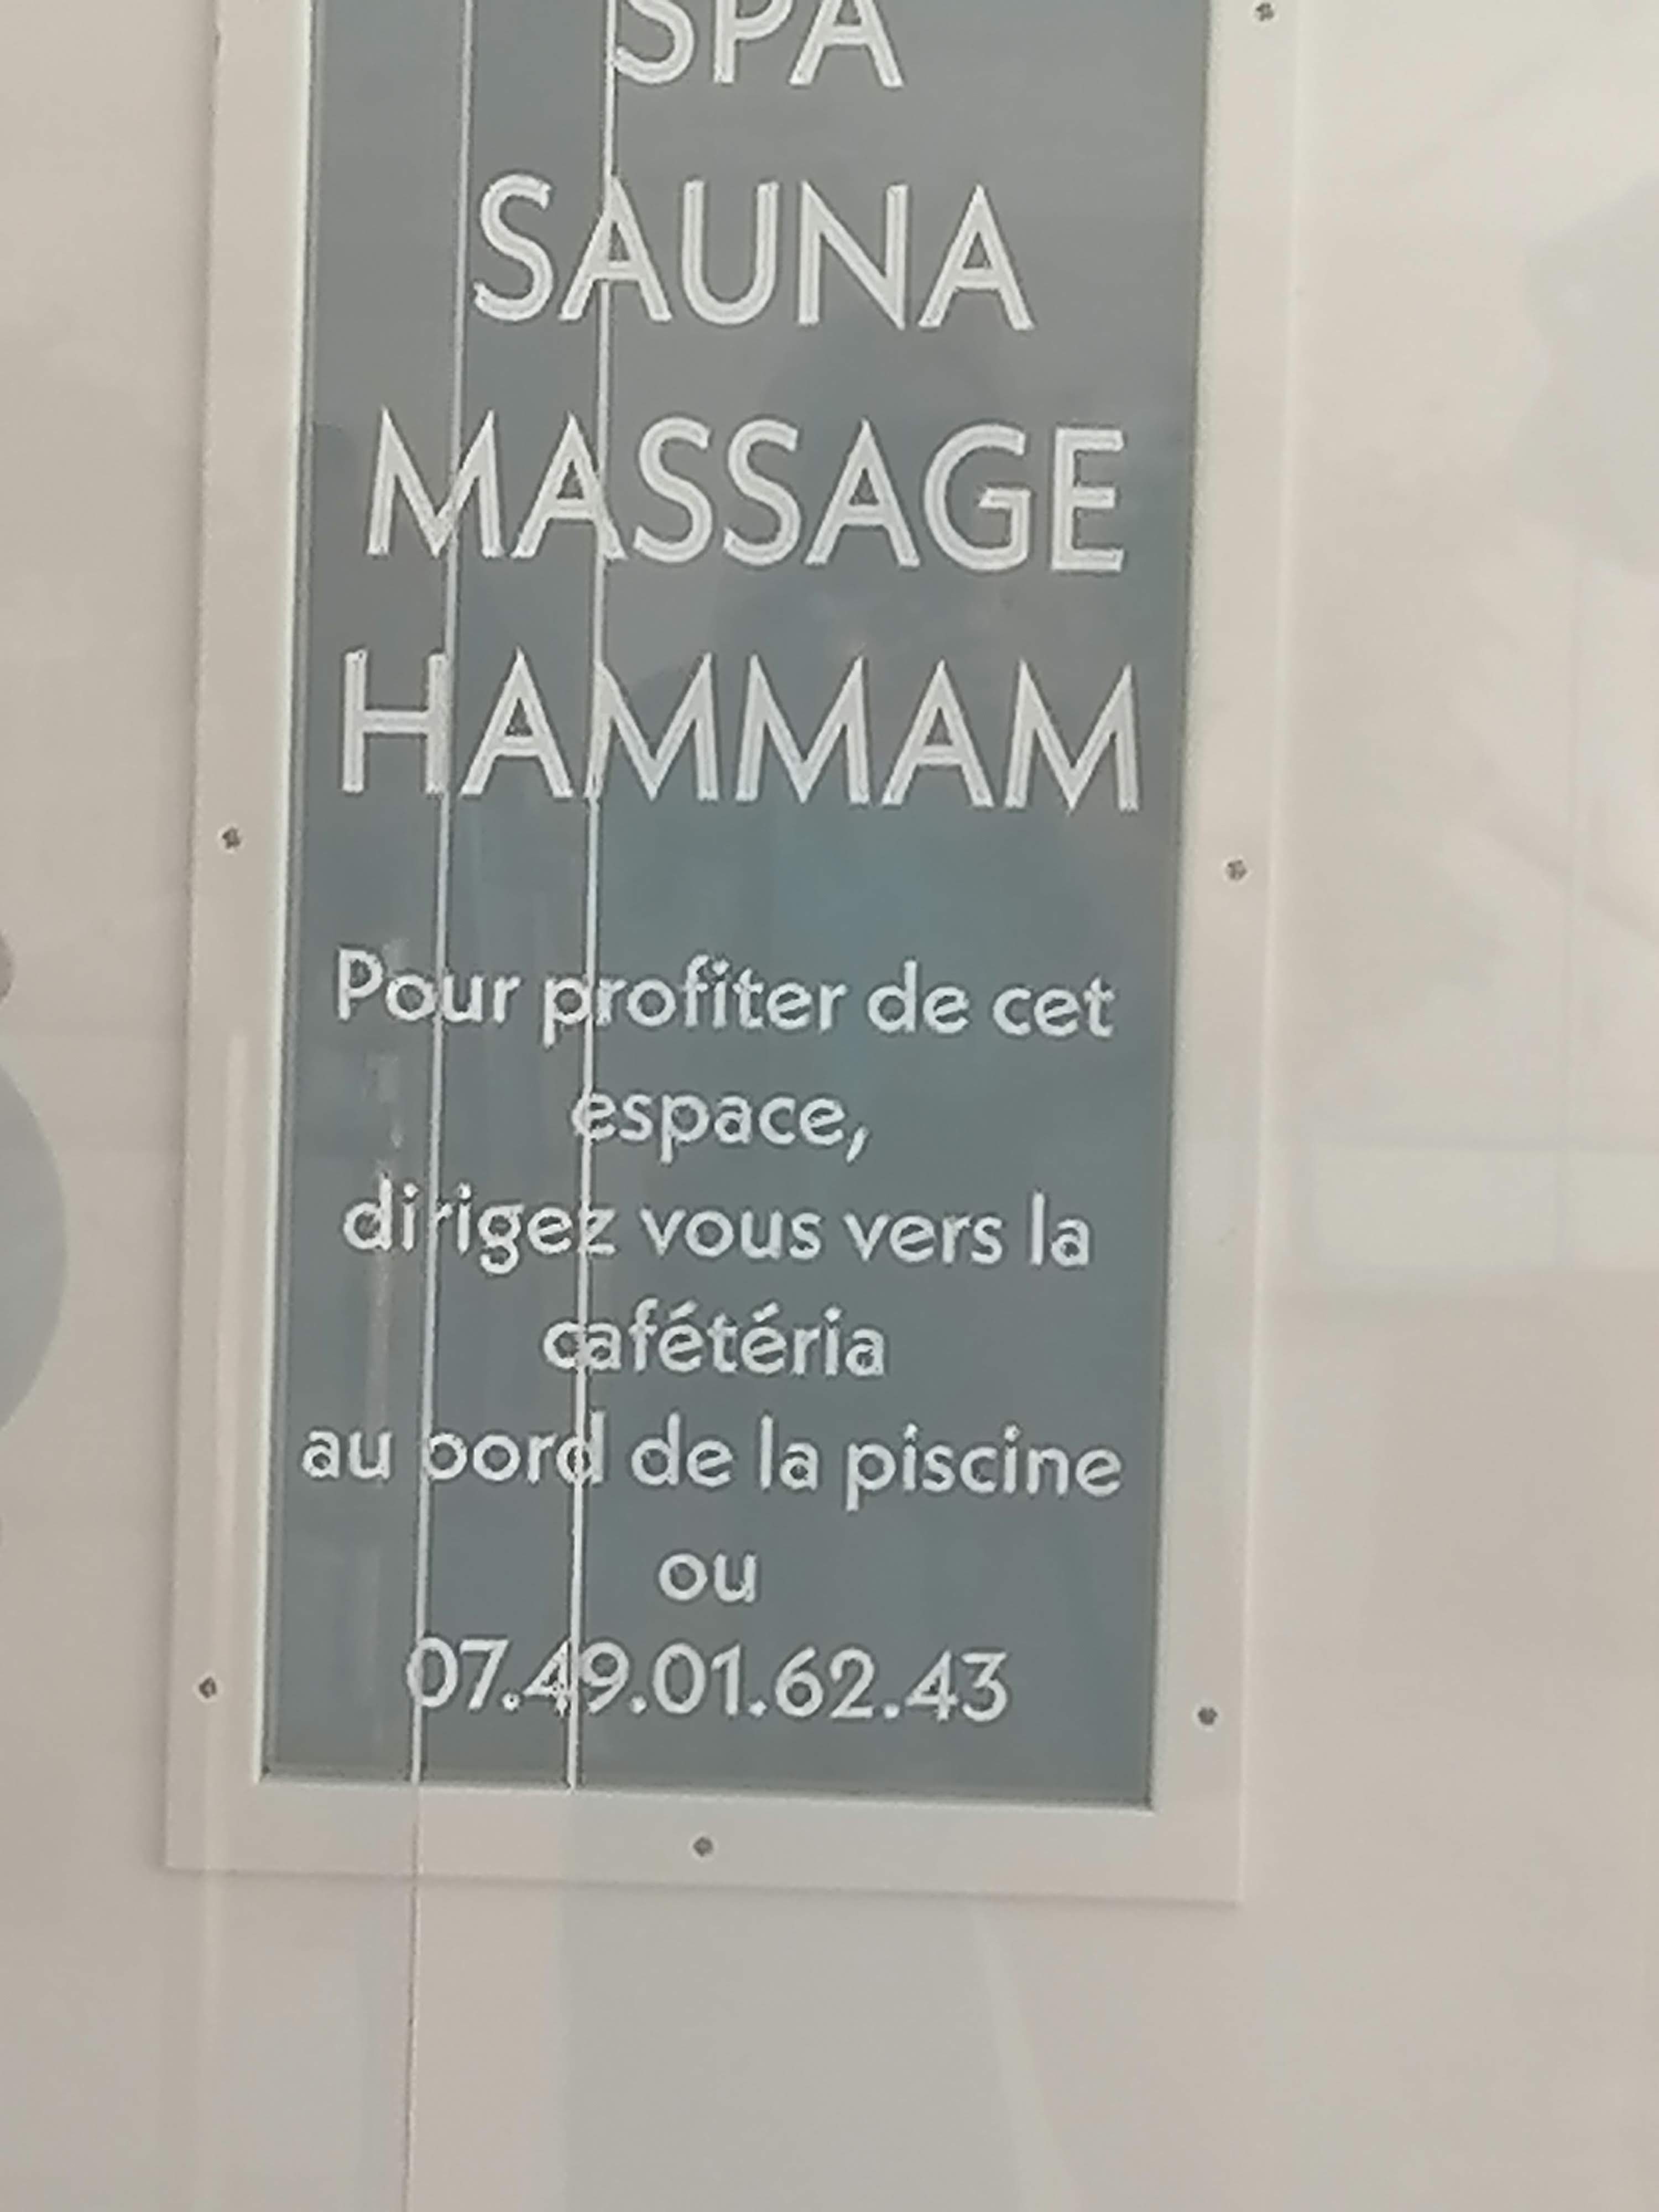 SPA
SAUNA
MASSAGE
HAMMAM
Pour profiter de cet
espace,
dirigez vous vers la
cafétéria
au bord de la piscine
ou
07.49.01.62.43